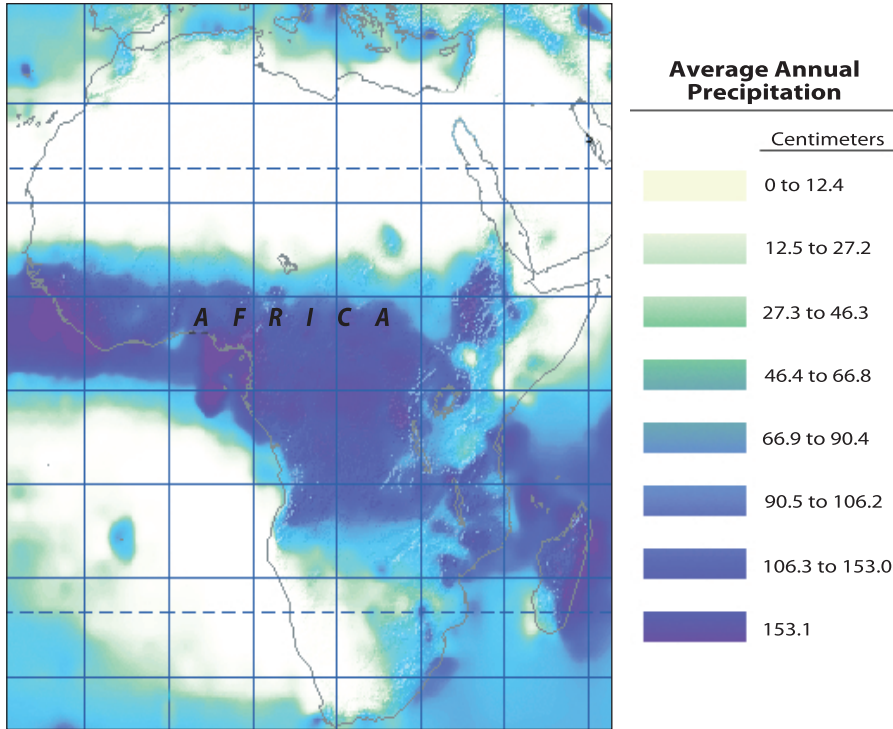 AFRICA
Average Annual
Precipitation
Centimeters
0 to 12.4
12.5 to 27.2
27.3 to 46.3
46.4 to 66.8
66.9 to 90.4
90.5 to 106.2
106.3 to 153.0
153.1